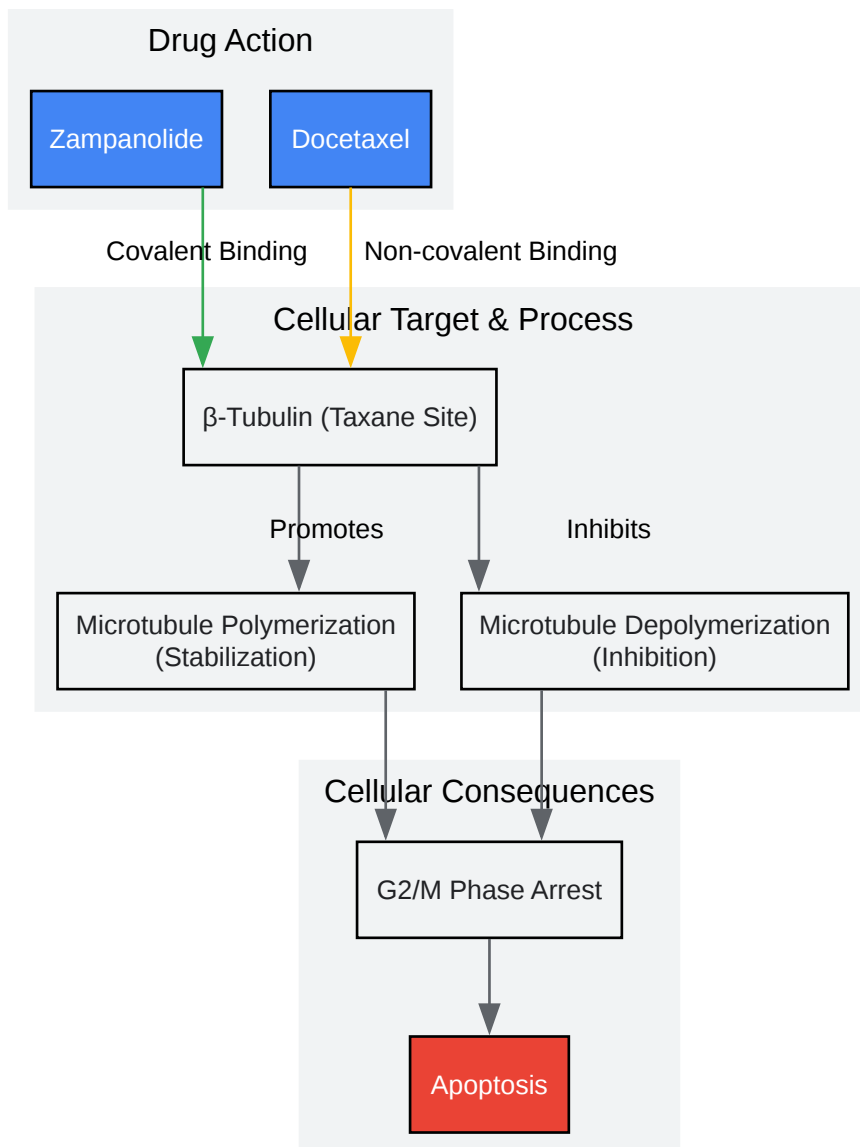 Drug Action
Zampanolide
Docetaxel
Covalent Binding
Non-covalent Binding
Cellular Target & Process
β-Tubulin (Taxane Site)
Promotes
Inhibits
Microtubule Polymerization
(Stabilization)
Microtubule Depolymerization
(Inhibition)
Cellular Consequences
G2/M Phase Arrest
Apoptosis